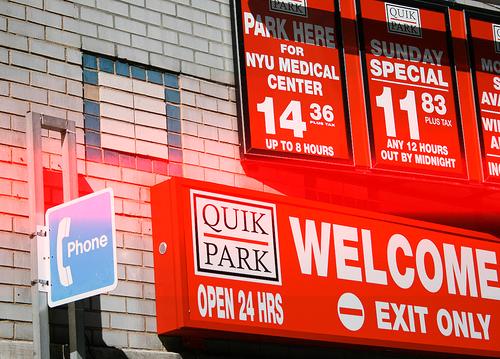 QUIK
PARK
PARK HERE
FOR
NYU MEDICAL
CENTER
14 36
PLUS TAX
UP TO 8 HOURS
QUIK
PARK
SUNDAY
SPECIAL
11 83
PLUS TAX
ANY 12 HOURS
OUT BY MIDNIGHT
Phone
QUIK
PARK
OPEN 24 HRS
WELCOME
EXIT ONLY